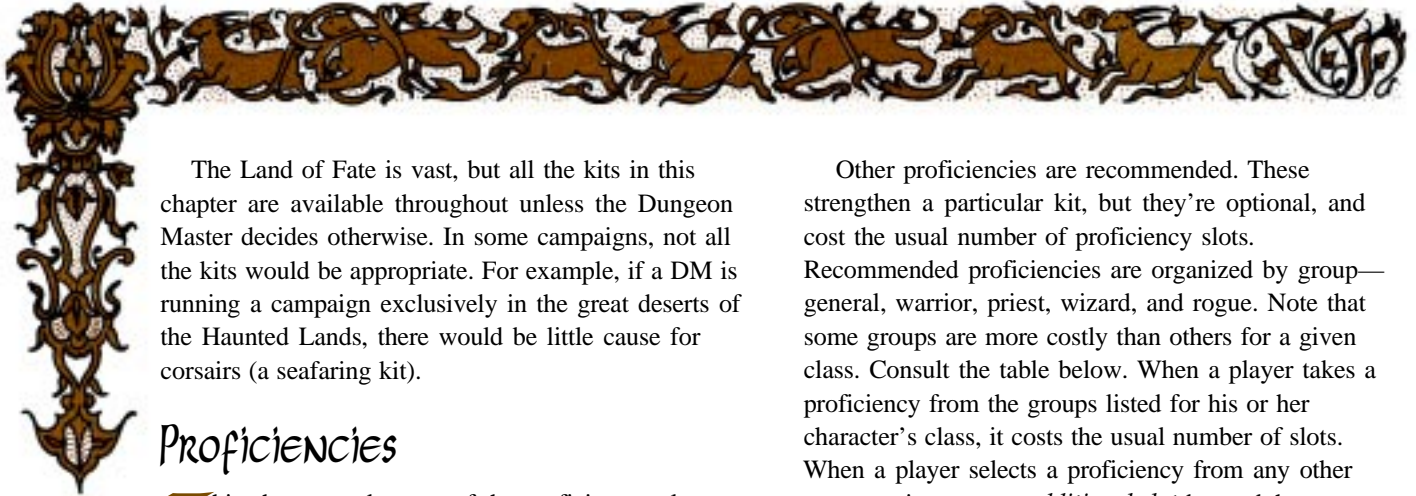 The Land of Fate is vast, but all the kits in this
chapter are available throughout unless the Dungeon
Master decides otherwise. In some campaigns, not all
the kits would be appropriate. For example, if a DM is
running a campaign exclusively in the great deserts of
the Haunted Lands, there would be little cause for
corsairs (a seafaring kit).
Proficiencies
Other proficiencies are recommended. These
strengthen a particular kit, but they’re optional, and
cost the usual number of proficiency slots.
Recommended proficiencies are organized by group—
general, warrior, priest, wizard, and rogue. Note that
some groups are more costly than others for a given
class. Consult the table below. When a player takes a
proficiency from the groups listed for his or her
character’s class, it costs the usual number of slots.
When a player selects a proficiency from any other